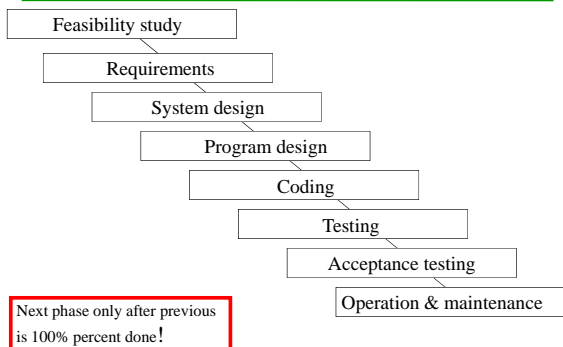 Feasibility study
Requirements
System design
Program design
Coding
Testing
Acceptance testing
Operation & maintenance
Next phase only after previous
is 100% percent done!